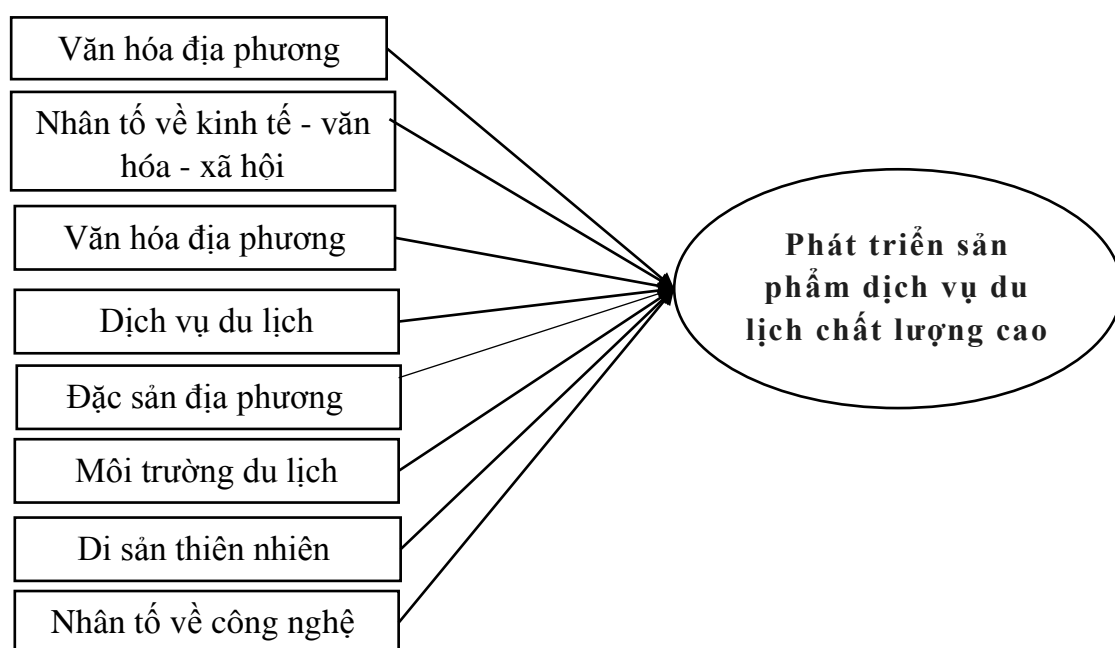 Văn hóa địa phương
Nhân tố về kinh tế - văn
hóa - xã hội
Văn hóa địa phương
Dịch vụ du lịch
Đặc sản địa phương
Môi trường du lịch
Di sản thiên nhiên
Nhân tố về công nghệ
Phát triển sản
phẩm dịch vụ du
lịch chất lượng cao